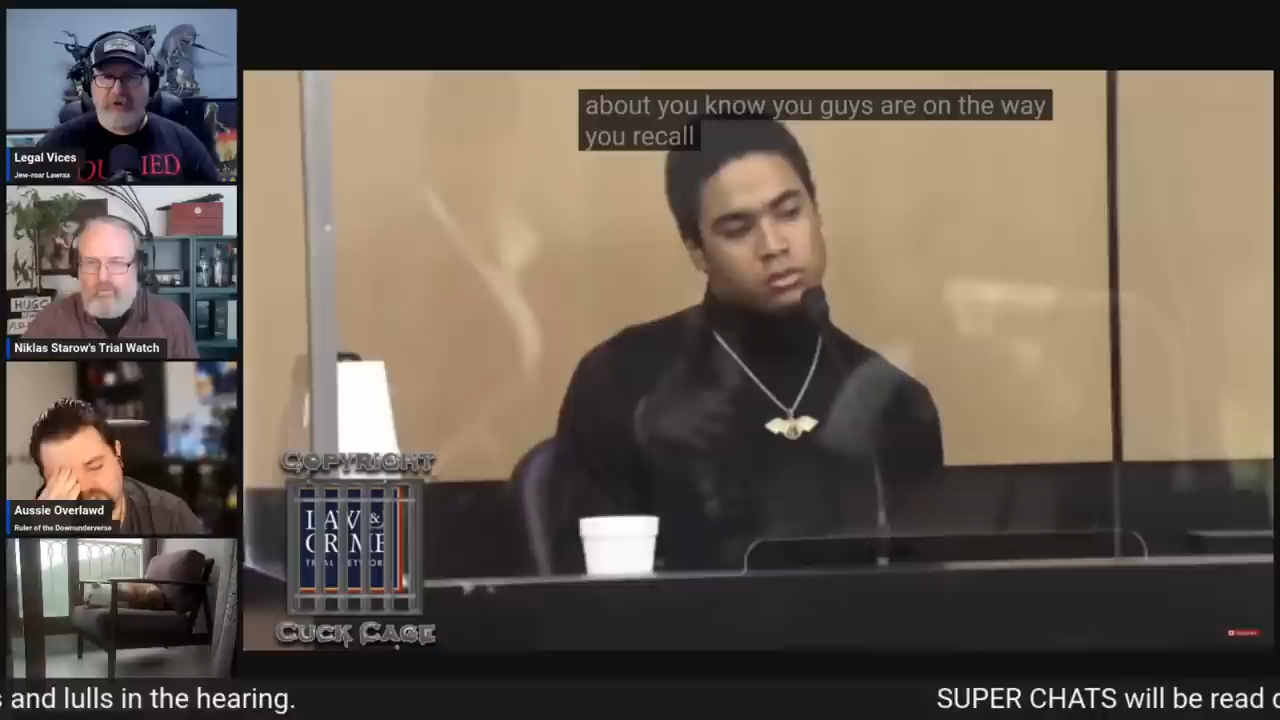 Legal Vices
Jew-roar Lawrax
Niklas Starow's Trial Watch
HUGS
Aussie Overlawd
Ruler of the Downunderverse
about you know you guys are on the way
you recall
COPYRIGHT
LAW &
CRIME
CUCK CAGE
and lulls in the hearing.
SUPER CHATS will be read